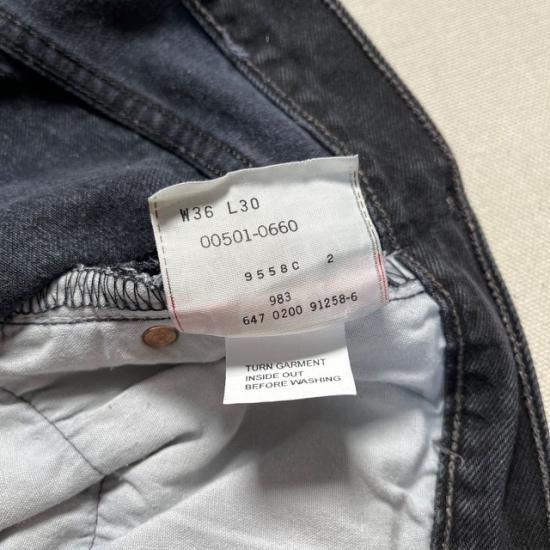 W36 L30
00501-0660
9558C 2
983
647 0200 91258-6
TURN GARMENT
INSIDE OUT
BEFORE WASHING